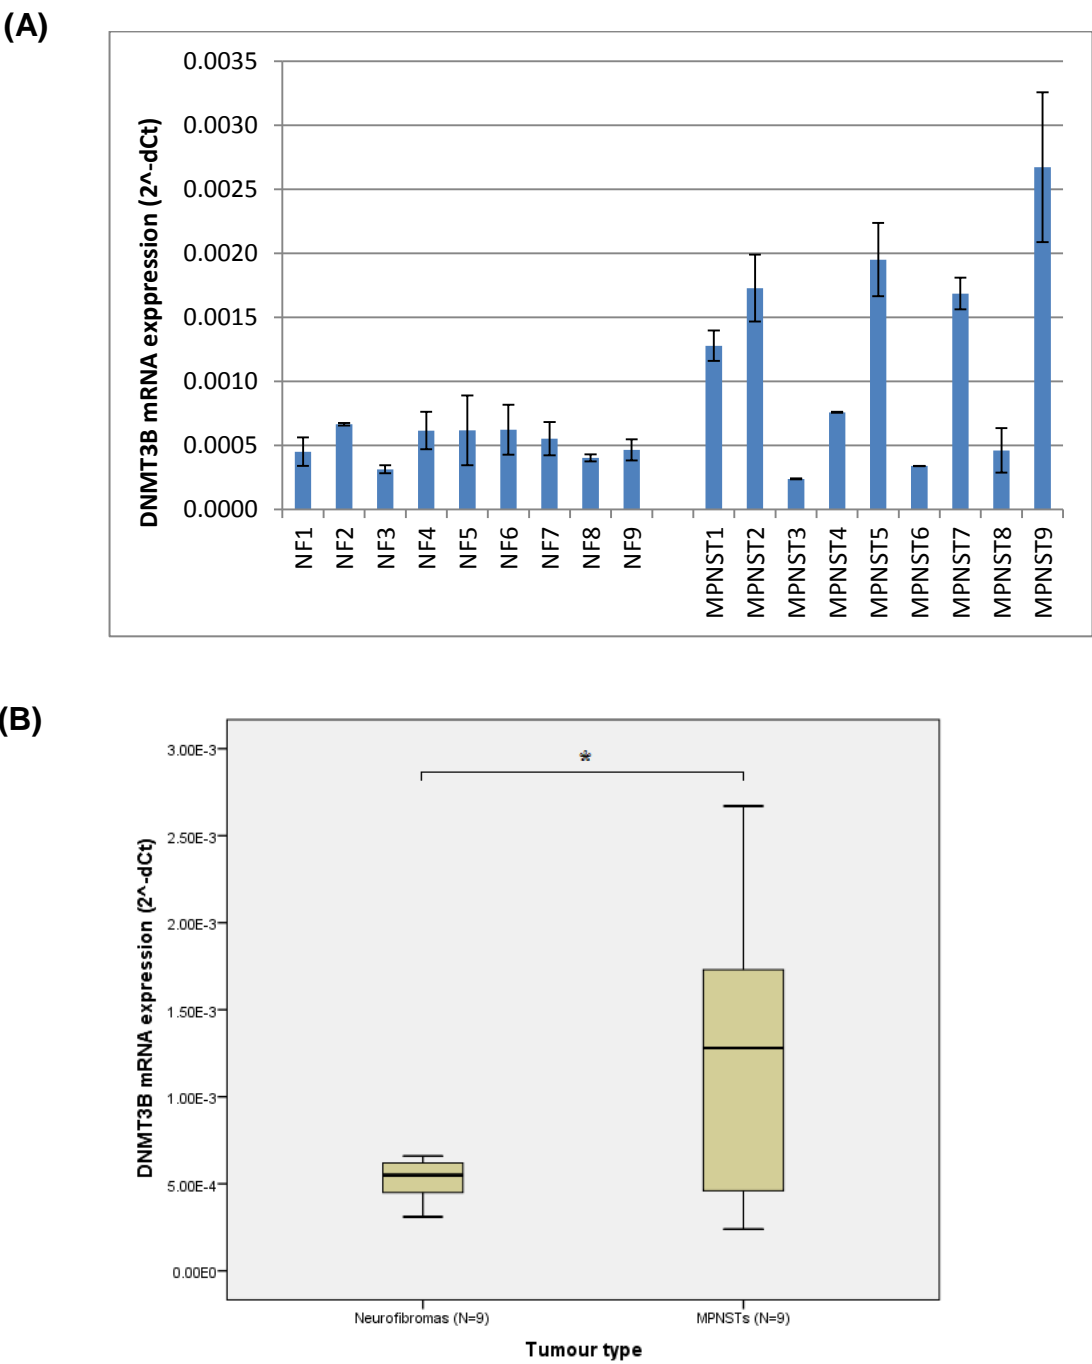 (A)
DNMT3B mRNA exppression (2^-dCt)
0.0035
0.0030
0.0025
0.0020
0.0015
0.0010
0.0005
0.0000
NF1
NF2
NF3
NF4
NF5
NF6
NF7
NF8
NF9
MPNST1
MPNST2
MPNST3
MPNST4
MPNST5
MPNST6
MPNST7
MPNST8
MPNST9
(B)
DNMT3B mRNA expression (2^-dCt)
3.00E-3
2.50E-3
2.00E-3
1.50E-3
1.00E-3
5.00E-4
0.00E0
*
Neurofibromas (N=9)
MPNSTs (N=9)
Tumour type